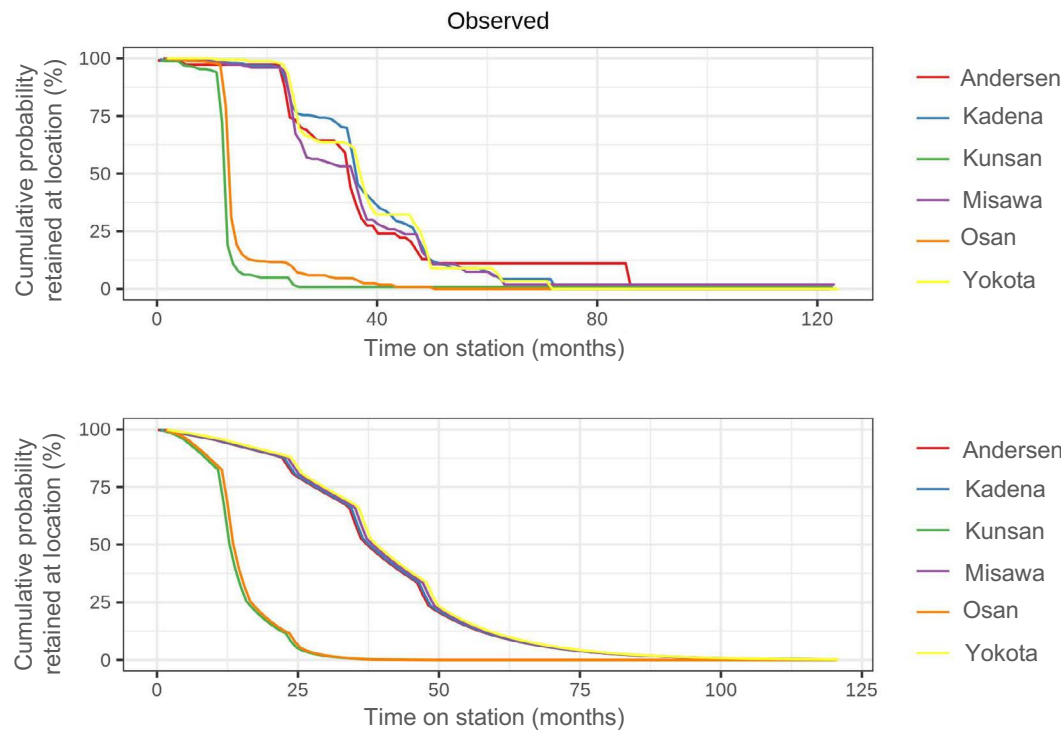 Observed
Cumulative probability
retained at location (%)
100
75
50
25
0
0
40
80
120
Time on station (months)
Andersen
Kadena
Kunsan
Misawa
Osan
Yokota
Cumulative probability
retained at location (%)
100
75
50
25
0
0
25
50
75
100
125
Time on station (months)
Andersen
Kadena
Kunsan
Misawa
Osan
Yokota